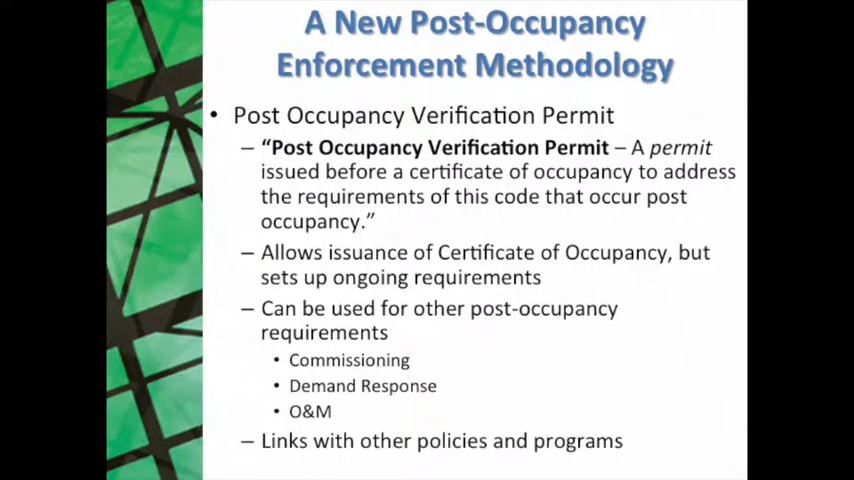 A New Post-Occupancy
Enforcement Methodology
• Post Occupancy Verification Permit
– “Post Occupancy Verification Permit – A permit
issued before a certificate of occupancy to address
the requirements of this code that occur post
occupancy.”
– Allows issuance of Certificate of Occupancy, but
sets up ongoing requirements
– Can be used for other post-occupancy
requirements
• Commissioning
• Demand Response
• O&M
– Links with other policies and programs